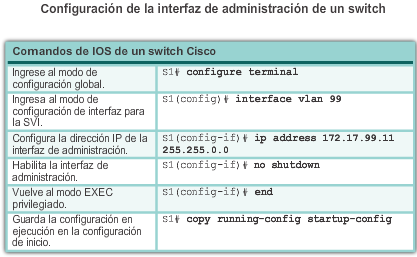 Configuración de la interfaz de administración de un switch
Comandos de IOS de un switch Cisco
Ingrese al modo de
configuración global.
S1# configure terminal
Ingresa al modo de
configuración de interfaz para
la SVI.
S1(config)# interface vlan 99
Configura la dirección IP de la
interfaz de administración.
S1(config-if)# ip address 172.17.99.11
255.255.0.0
Habilita la interfaz de
administración.
S1(config-if)# no shutdown
Vuelve al modo EXEC
privilegiado.
S1(config-if)# end
Guarda la configuración en
ejecución en la configuración
de inicio.
S1# copy running-config startup-config